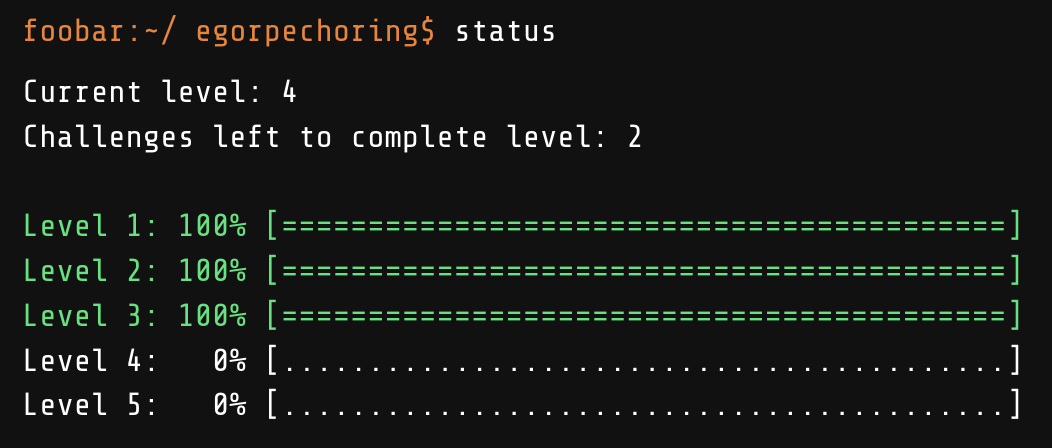 foobar:~/ egorpechoring$ status
Current level: 4
Challenges left to complete level: 2
Level 1: 100% [==========================================]
Level 2: 100% [==========================================]
Level 3: 100% [==========================================]
Level 4:   0% [..........................................]
Level 5:   0% [..........................................]